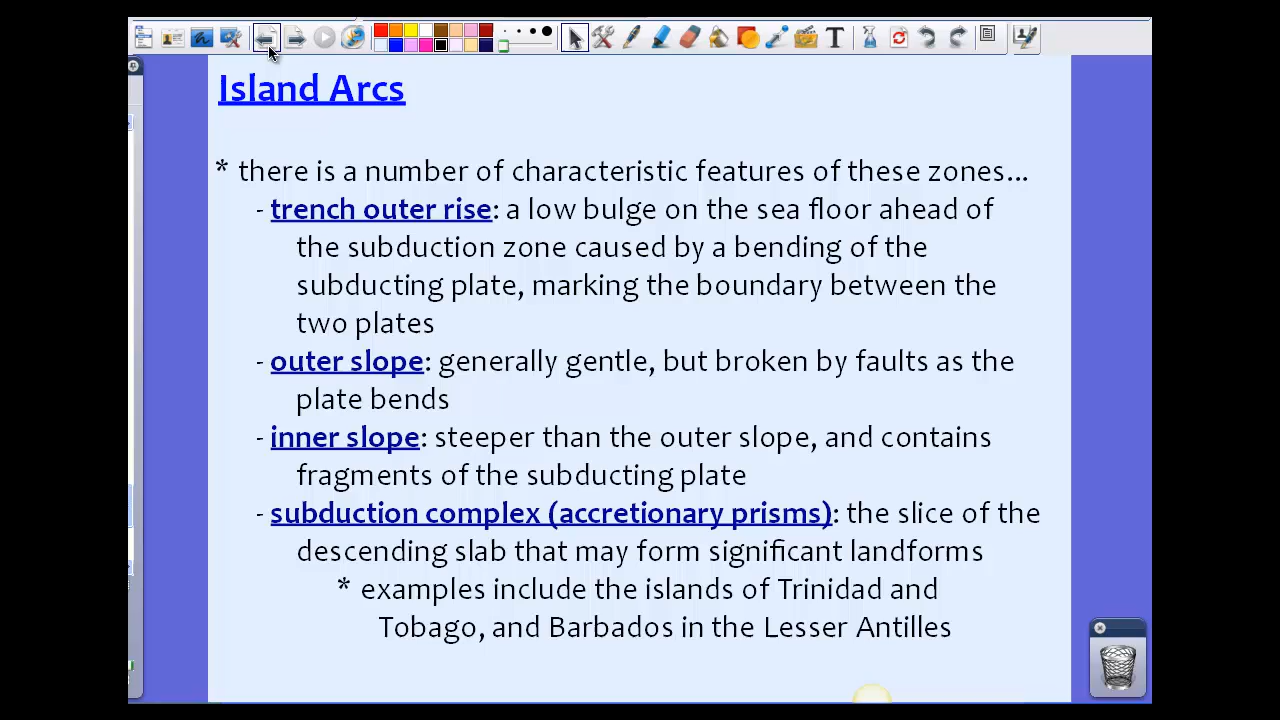 Island Arcs
* there is a number of characteristic features of these zones...
- trench outer rise: a low bulge on the sea floor ahead of
the subduction zone caused by a bending of the
subducting plate, marking the boundary between the
two plates
- outer slope: generally gentle, but broken by faults as the
plate bends
- inner slope: steeper than the outer slope, and contains
fragments of the subducting plate
- subduction complex (accretionary prisms): the slice of the
descending slab that may form significant landforms
* examples include the islands of Trinidad and
Tobago, and Barbados in the Lesser Antilles